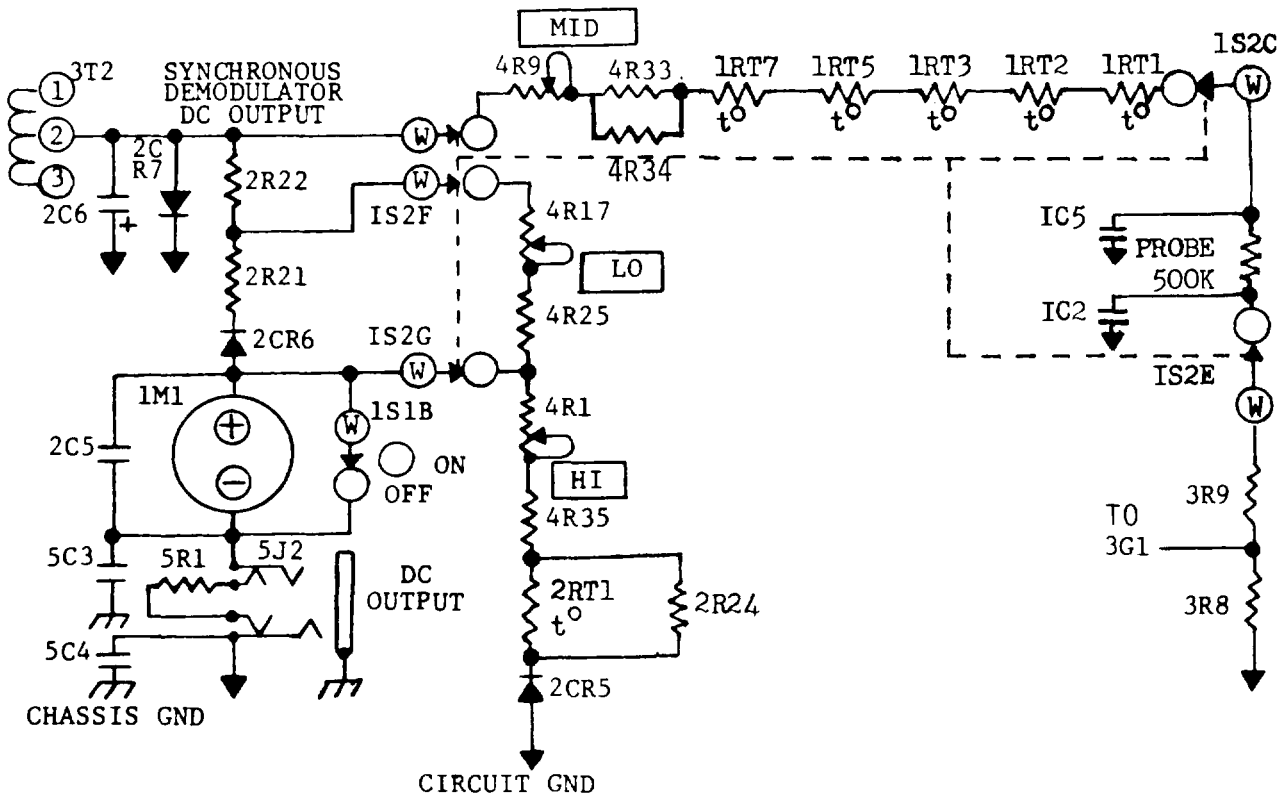 MID
1S2C
3T2
SYNCHRONOUS
DEMODULATOR
DC OUTPUT
4R9
4R33
1RT7
1RT5
1RT3
1RT2
1RT1
1
2
3
W
W
t°
t°
t°
t°
t°
2C
R7
4R34
2R22
2C6
+
W
IS2F
4R17
IC5
PROBE
500K
LO
2R21
4R25
IC2
2CR6
IS2G
W
IS2E
1M1
4R1
W
1S1B
W
+
2C5
ON
OFF
−
HI
3R9
4R35
TO
3G1
5C3
5R1
5J2
DC
OUTPUT
2RT1
t°
2R24
3R8
5C4
2CR5
CHASSIS GND
CIRCUIT GND